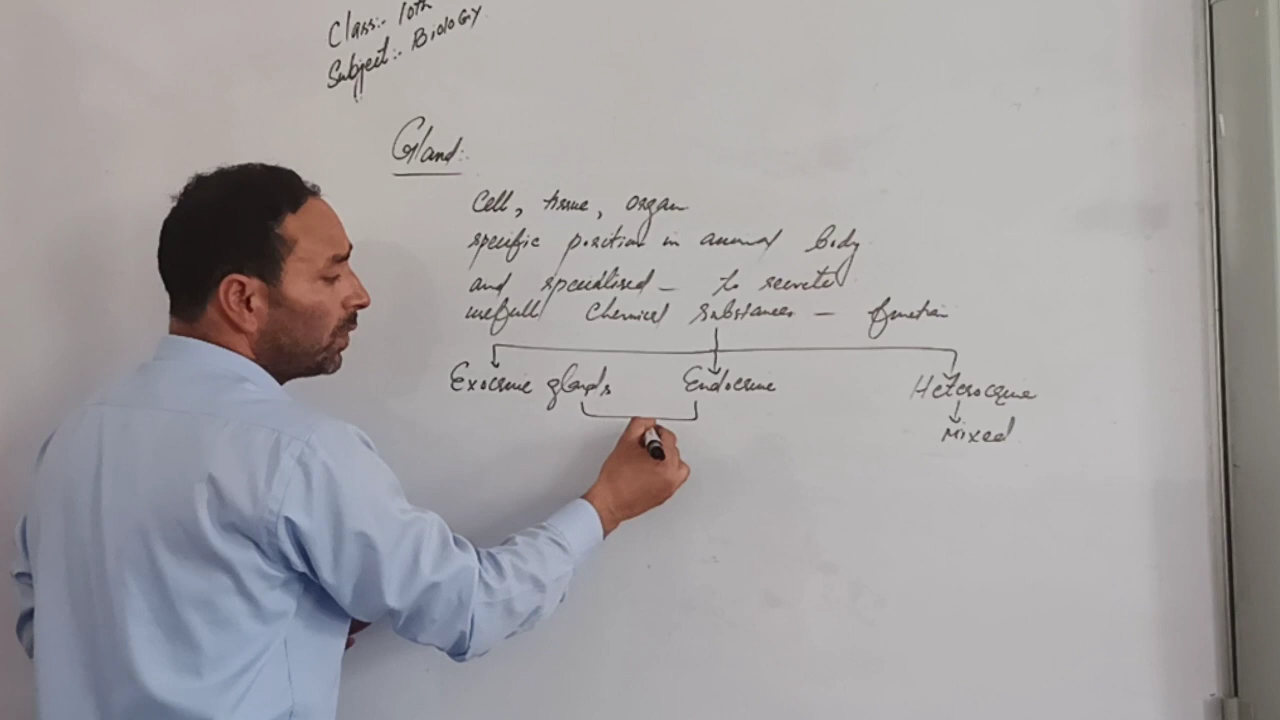 Class:- 10th
Subject:- Biology
Gland:
Cell, tissue, organ
specific position in animal body
and specialised - to secrete
usefull chemical substances - function
Exocrine glands Endocrine Heterocrine
Mixed